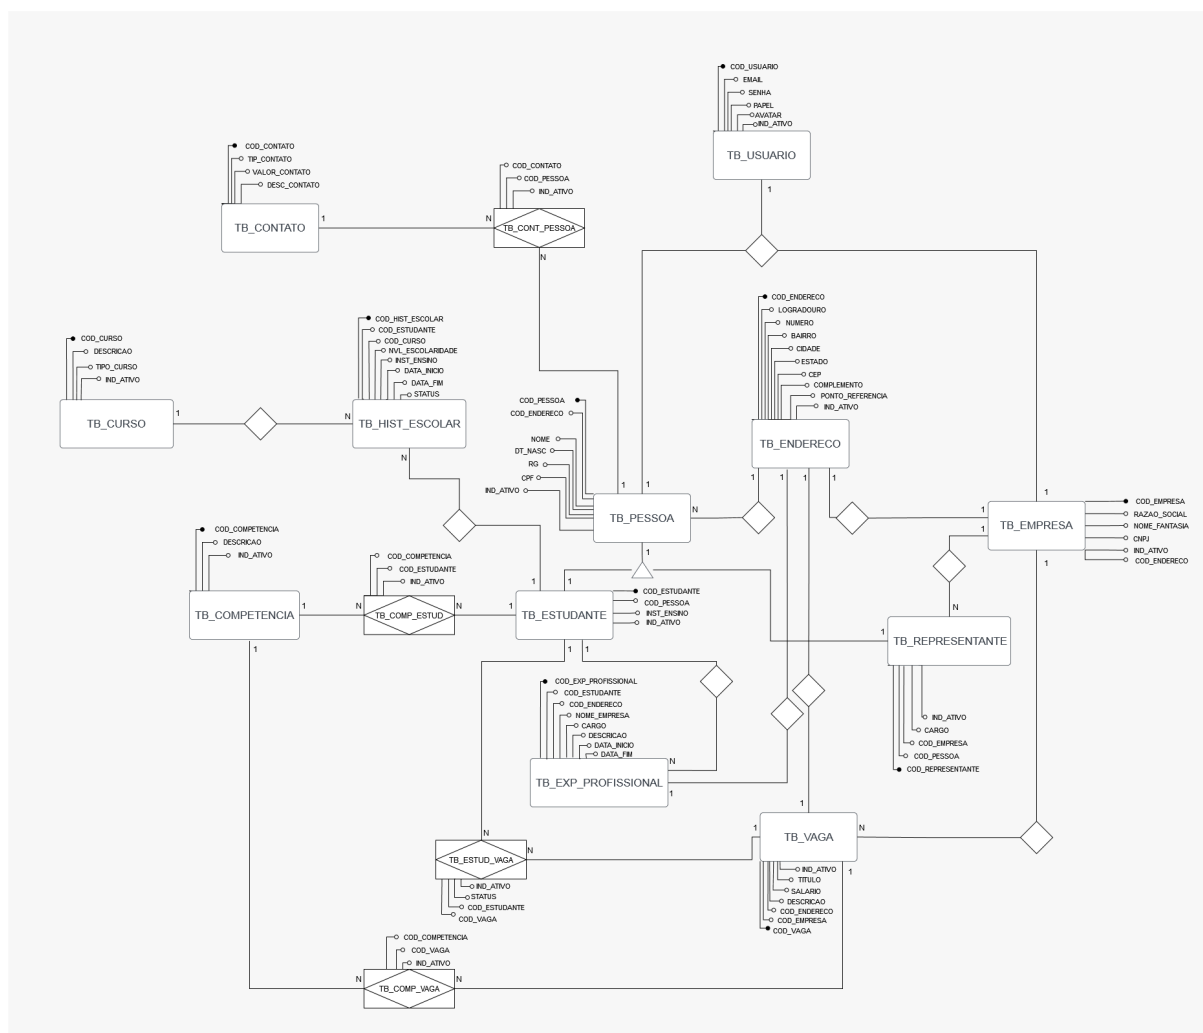 COD_USUARIO
EMAIL
SENHA
PAPEL
AVATAR
IND_ATIVO
TB_USUARIO
1
COD_CONTATO
TIP_CONTATO
VALOR_CONTATO
DESC_CONTATO
TB_CONTATO
1
N
COD_CONTATO
COD_PESSOA
IND_ATIVO
TB_CONT_PESSOA
N
COD_CURSO
DESCRICAO
TIPO_CURSO
IND_ATIVO
TB_CURSO
1
N
COD_HIST_ESCOLAR
COD_ESTUDANTE
COD_CURSO
NVL_ESCOLARIDADE
INST_ENSINO
DATA_INICIO
DATA_FIM
STATUS
TB_HIST_ESCOLAR
N
COD_PESSOA
COD_ENDERECO
NOME
DT_NASC
RG
CPF
IND_ATIVO
1
1
TB_PESSOA
N
1
COD_ENDERECO
LOGRADOURO
NUMERO
BAIRRO
CIDADE
ESTADO
CEP
COMPLEMENTO
PONTO_REFERENCIA
IND_ATIVO
TB_ENDERECO
1
1
1
1
1
1
1
TB_EMPRESA
1
COD_EMPRESA
RAZAO_SOCIAL
NOME_FANTASIA
CNPJ
IND_ATIVO
COD_ENDERECO
COD_COMPETENCIA
DESCRICAO
IND_ATIVO
TB_COMPETENCIA
1
1
N
COD_COMPETENCIA
COD_ESTUDANTE
IND_ATIVO
TB_COMP_ESTUD
N
1
1
1
TB_ESTUDANTE
1
1
COD_ESTUDANTE
COD_PESSOA
INST_ENSINO
IND_ATIVO
N
1
TB_REPRESENTANTE
IND_ATIVO
CARGO
COD_EMPRESA
COD_PESSOA
COD_REPRESENTANTE
COD_EXP_PROFISSIONAL
COD_ESTUDANTE
COD_ENDERECO
NOME_EMPRESA
CARGO
DESCRICAO
DATA_INICIO
DATA_FIM
TB_EXP_PROFISSIONAL
N
1
1
1
TB_VAGA
N
1
IND_ATIVO
TITULO
SALARIO
DESCRICAO
COD_ENDERECO
COD_EMPRESA
COD_VAGA
N
TB_ESTUD_VAGA
N
IND_ATIVO
STATUS
COD_ESTUDANTE
COD_VAGA
COD_COMPETENCIA
COD_VAGA
IND_ATIVO
N
TB_COMP_VAGA
N